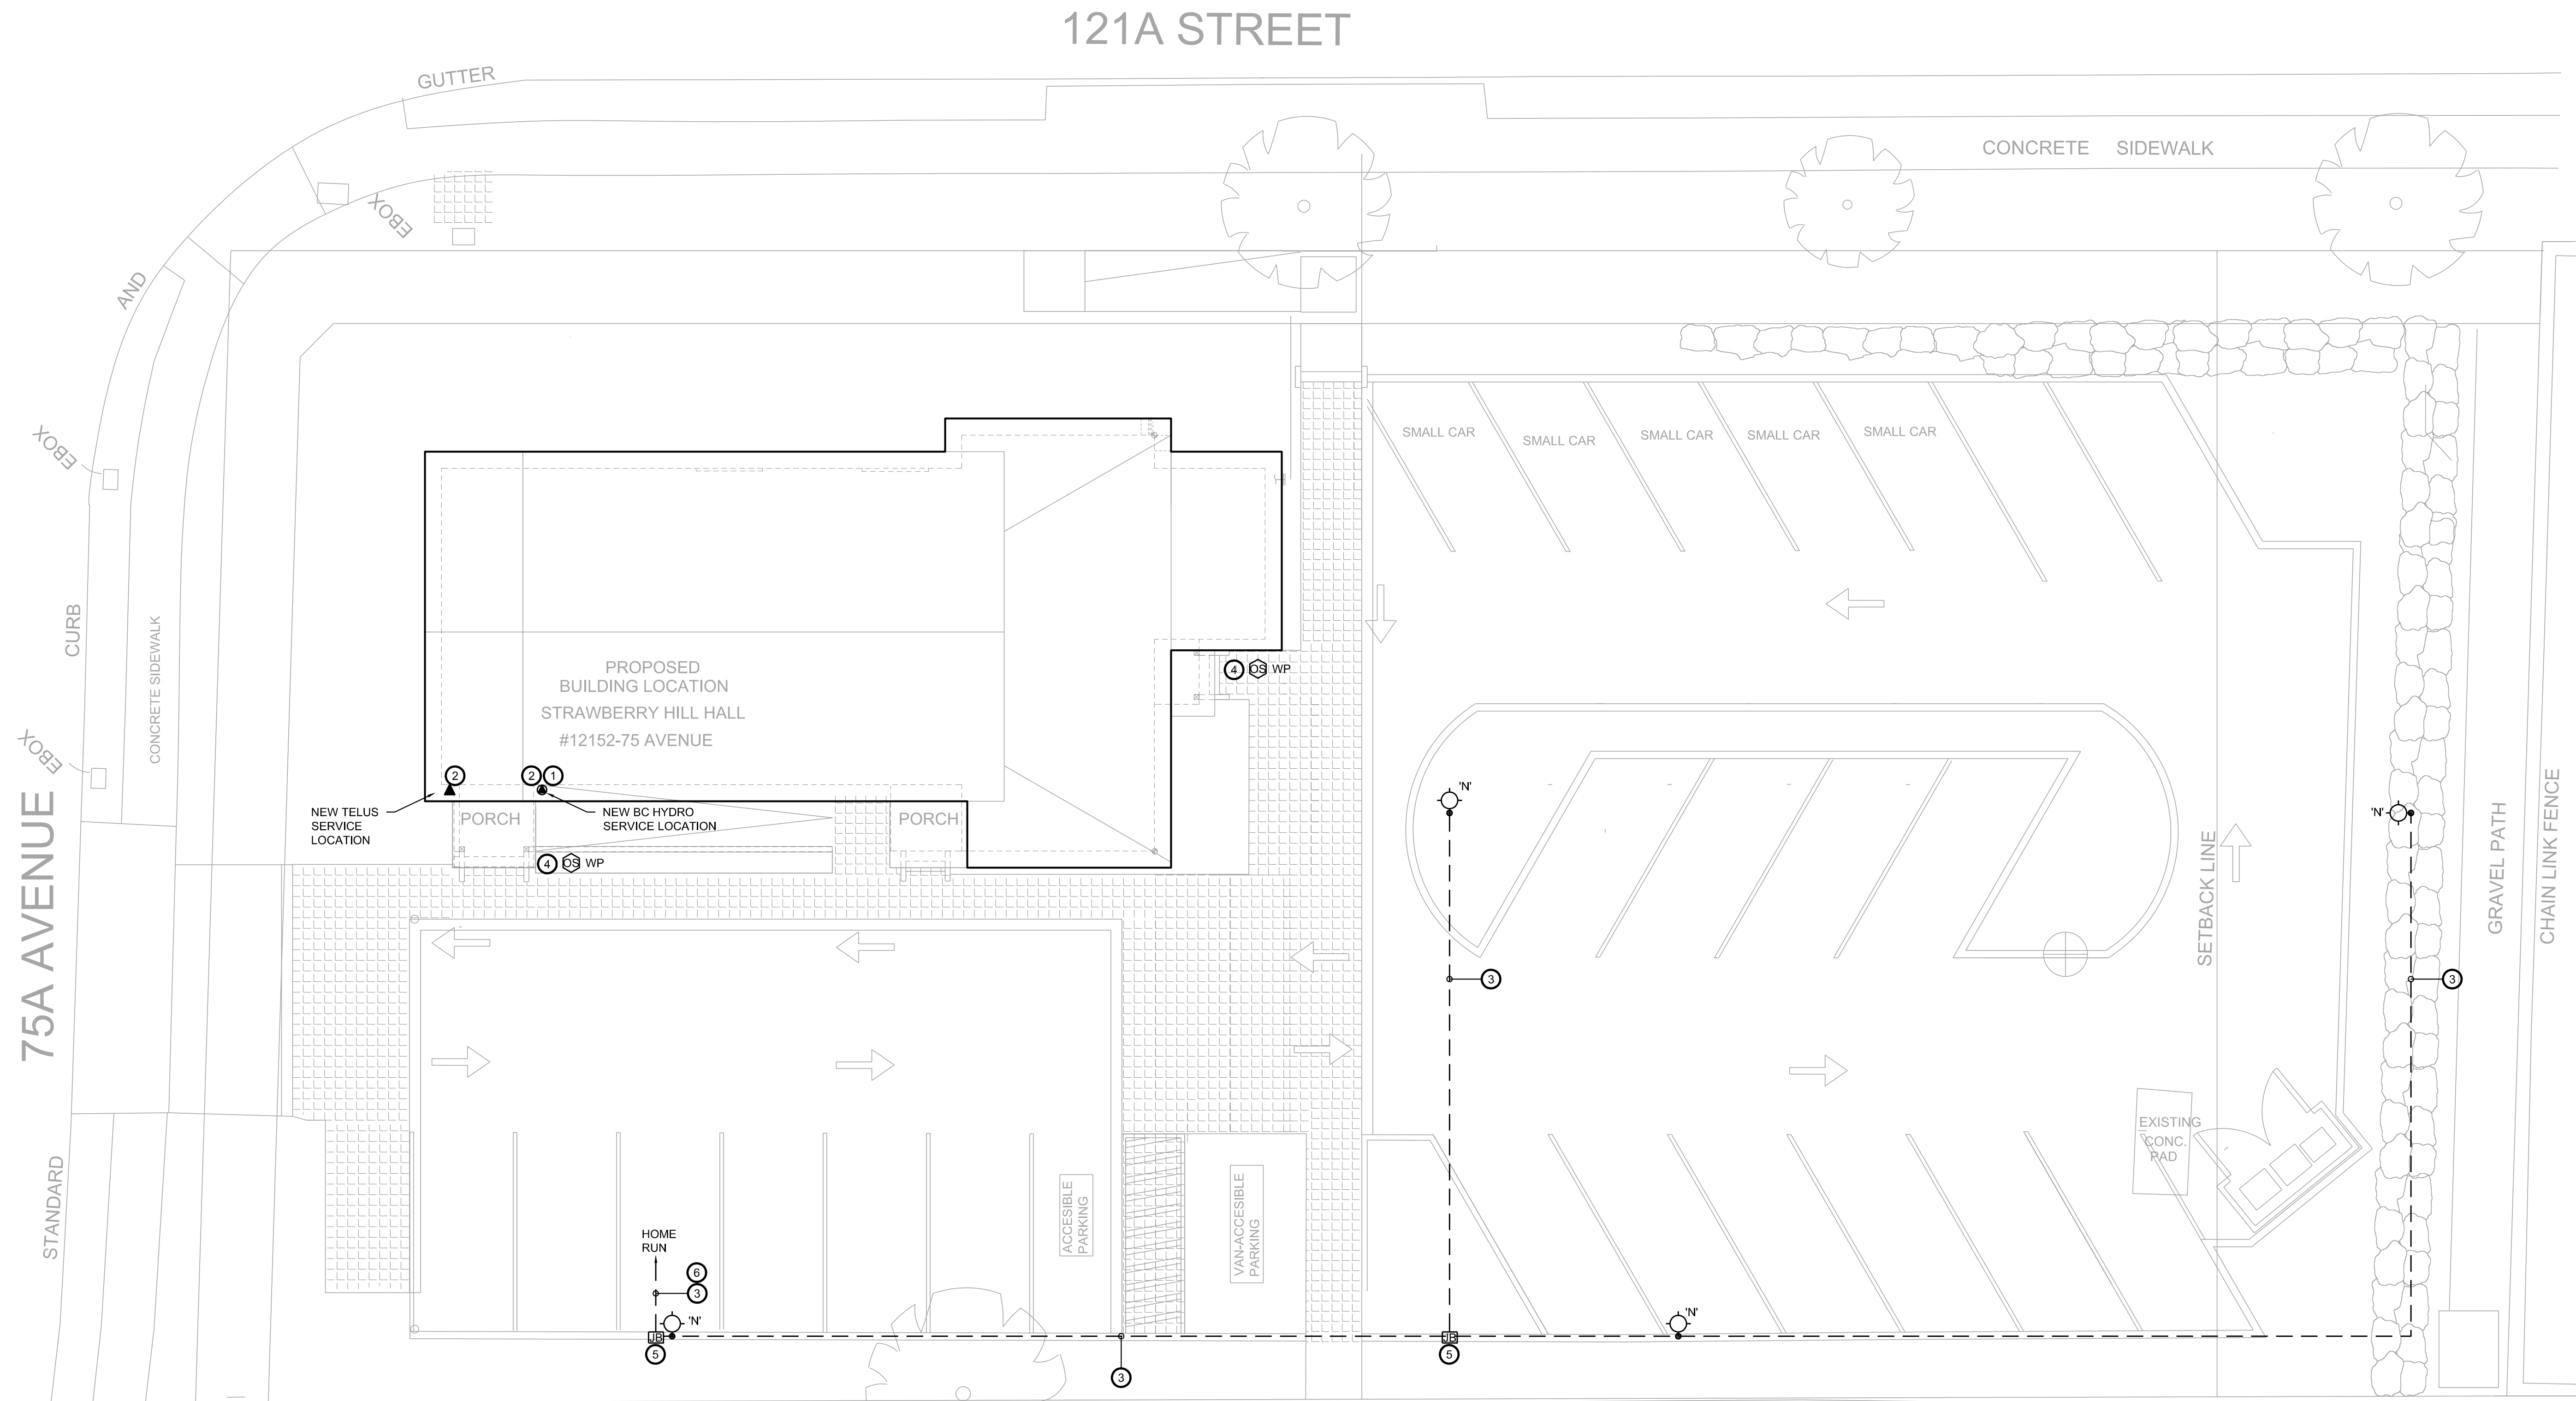 121A STREET
GUTTER
AND
CURB
STANDARD
75A AVENUE
CONCRETE SIDEWALK
EBOX
EBOX
EBOX
CONCRETE SIDEWALK
SMALL CAR
SMALL CAR
SMALL CAR
SMALL CAR
SMALL CAR
PROPOSED
BUILDING LOCATION
STRAWBERRY HILL HALL
#12152-75 AVENUE
4 OS WP
2
2 1
NEW TELUS
SERVICE
LOCATION
NEW BC HYDRO
SERVICE LOCATION
PORCH
PORCH
4 OS WP
'N'
'N'
3
3
SETBACK LINE
GRAVEL PATH
CHAIN LINK FENCE
EXISTING
CONC.
PAD
ACCESIBLE
PARKING
VAN-ACCESIBLE
PARKING
HOME
RUN
6
3
'N'
'N'
JB
JB
5
5
3